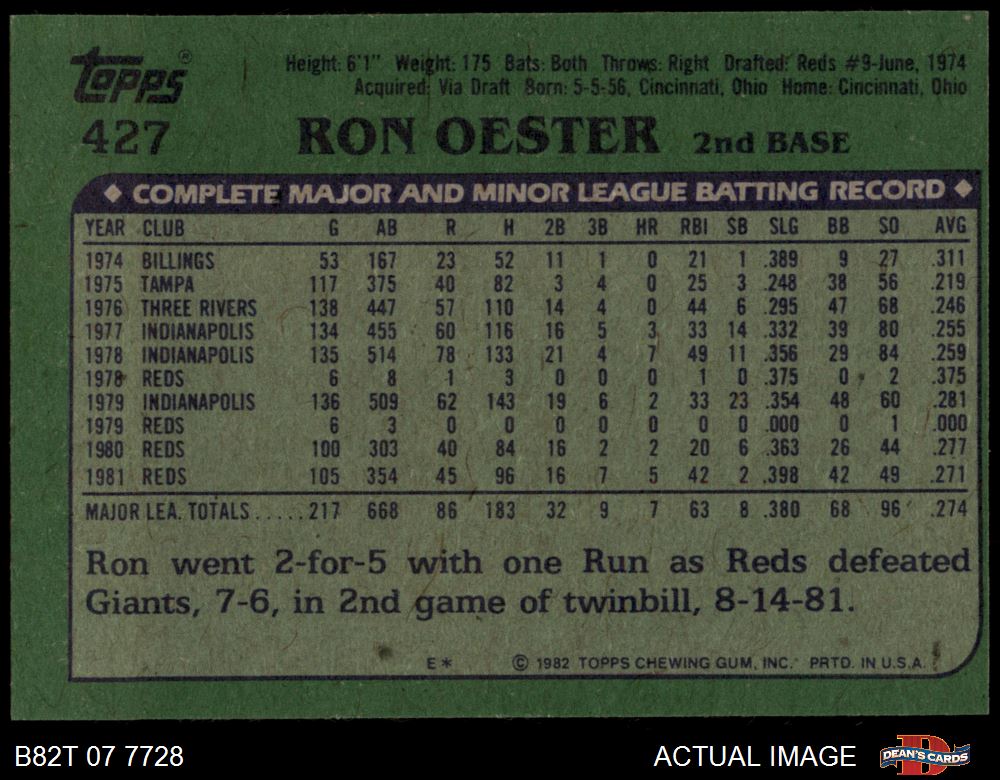 Topps®
Height: 6'1" Weight: 175 Bats: Both Throws: Right Drafted: Reds #9-June, 1974
Acquired: Via Draft Born: 5-5-56, Cincinnati, Ohio Home: Cincinnati, Ohio
427 RON OESTER 2nd BASE
◆ COMPLETE MAJOR AND MINOR LEAGUE BATTING RECORD ◆
YEAR CLUB G AB R H 2B 3B HR RBI SB SLG BB SO AVG
1974 BILLINGS 53 167 23 52 11 1 0 21 1 .389 9 27 .311
1975 TAMPA 117 375 40 82 3 4 0 25 3 .248 38 56 .219
1976 THREE RIVERS 138 447 57 110 14 4 0 44 6 .295 47 68 .246
1977 INDIANAPOLIS 134 455 60 116 16 5 3 33 14 .332 39 80 .255
1978 INDIANAPOLIS 135 514 78 133 21 4 7 49 11 .356 29 84 .259
1978 REDS 6 8 1 3 0 0 0 1 0 .375 0 2 .375
1979 INDIANAPOLIS 136 509 62 143 19 6 2 33 23 .354 48 60 .281
1979 REDS 6 3 0 0 0 0 0 0 0 .000 0 1 .000
1980 REDS 100 303 40 84 16 2 2 20 6 .363 26 44 .277
1981 REDS 105 354 45 96 16 7 5 42 2 .398 42 49 .271
MAJOR LEA. TOTALS.....217 668 86 183 32 9 7 63 8 .380 68 96 .274
Ron went 2-for-5 with one Run as Reds defeated
Giants, 7-6, in 2nd game of twinbill, 8-14-81.
E* © 1982 TOPPS CHEWING GUM, INC. PRTD. IN U.S.A.
B82T 07 7728 ACTUAL IMAGE DEAN'S CARDS